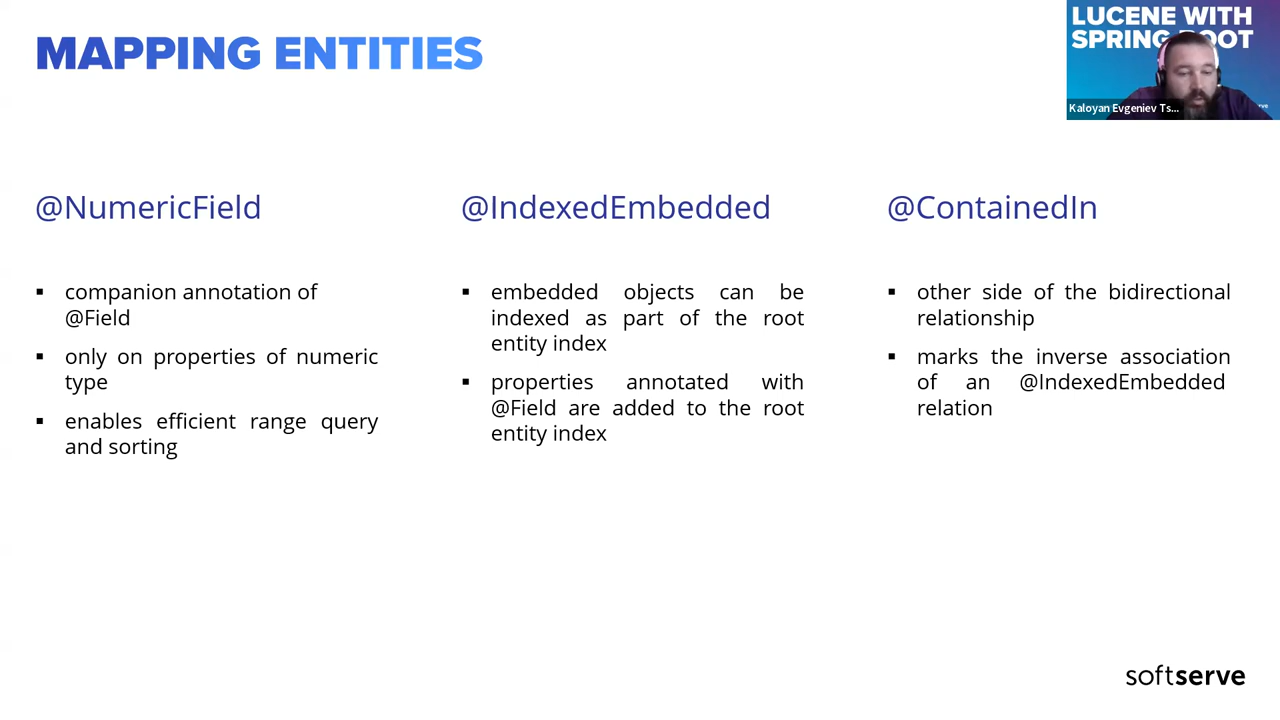 MAPPING ENTITIES
LUCENE WITH
SPRING BOOT
Kaloyan Evgeniev Ts...
@NumericField
▪ companion annotation of
@Field
▪ only on properties of numeric
type
▪ enables efficient range query
and sorting
@IndexedEmbedded
▪ embedded objects can be
indexed as part of the root
entity index
▪ properties annotated with
@Field are added to the root
entity index
@ContainedIn
▪ other side of the bidirectional
relationship
▪ marks the inverse association
of an @IndexedEmbedded
relation
softserve